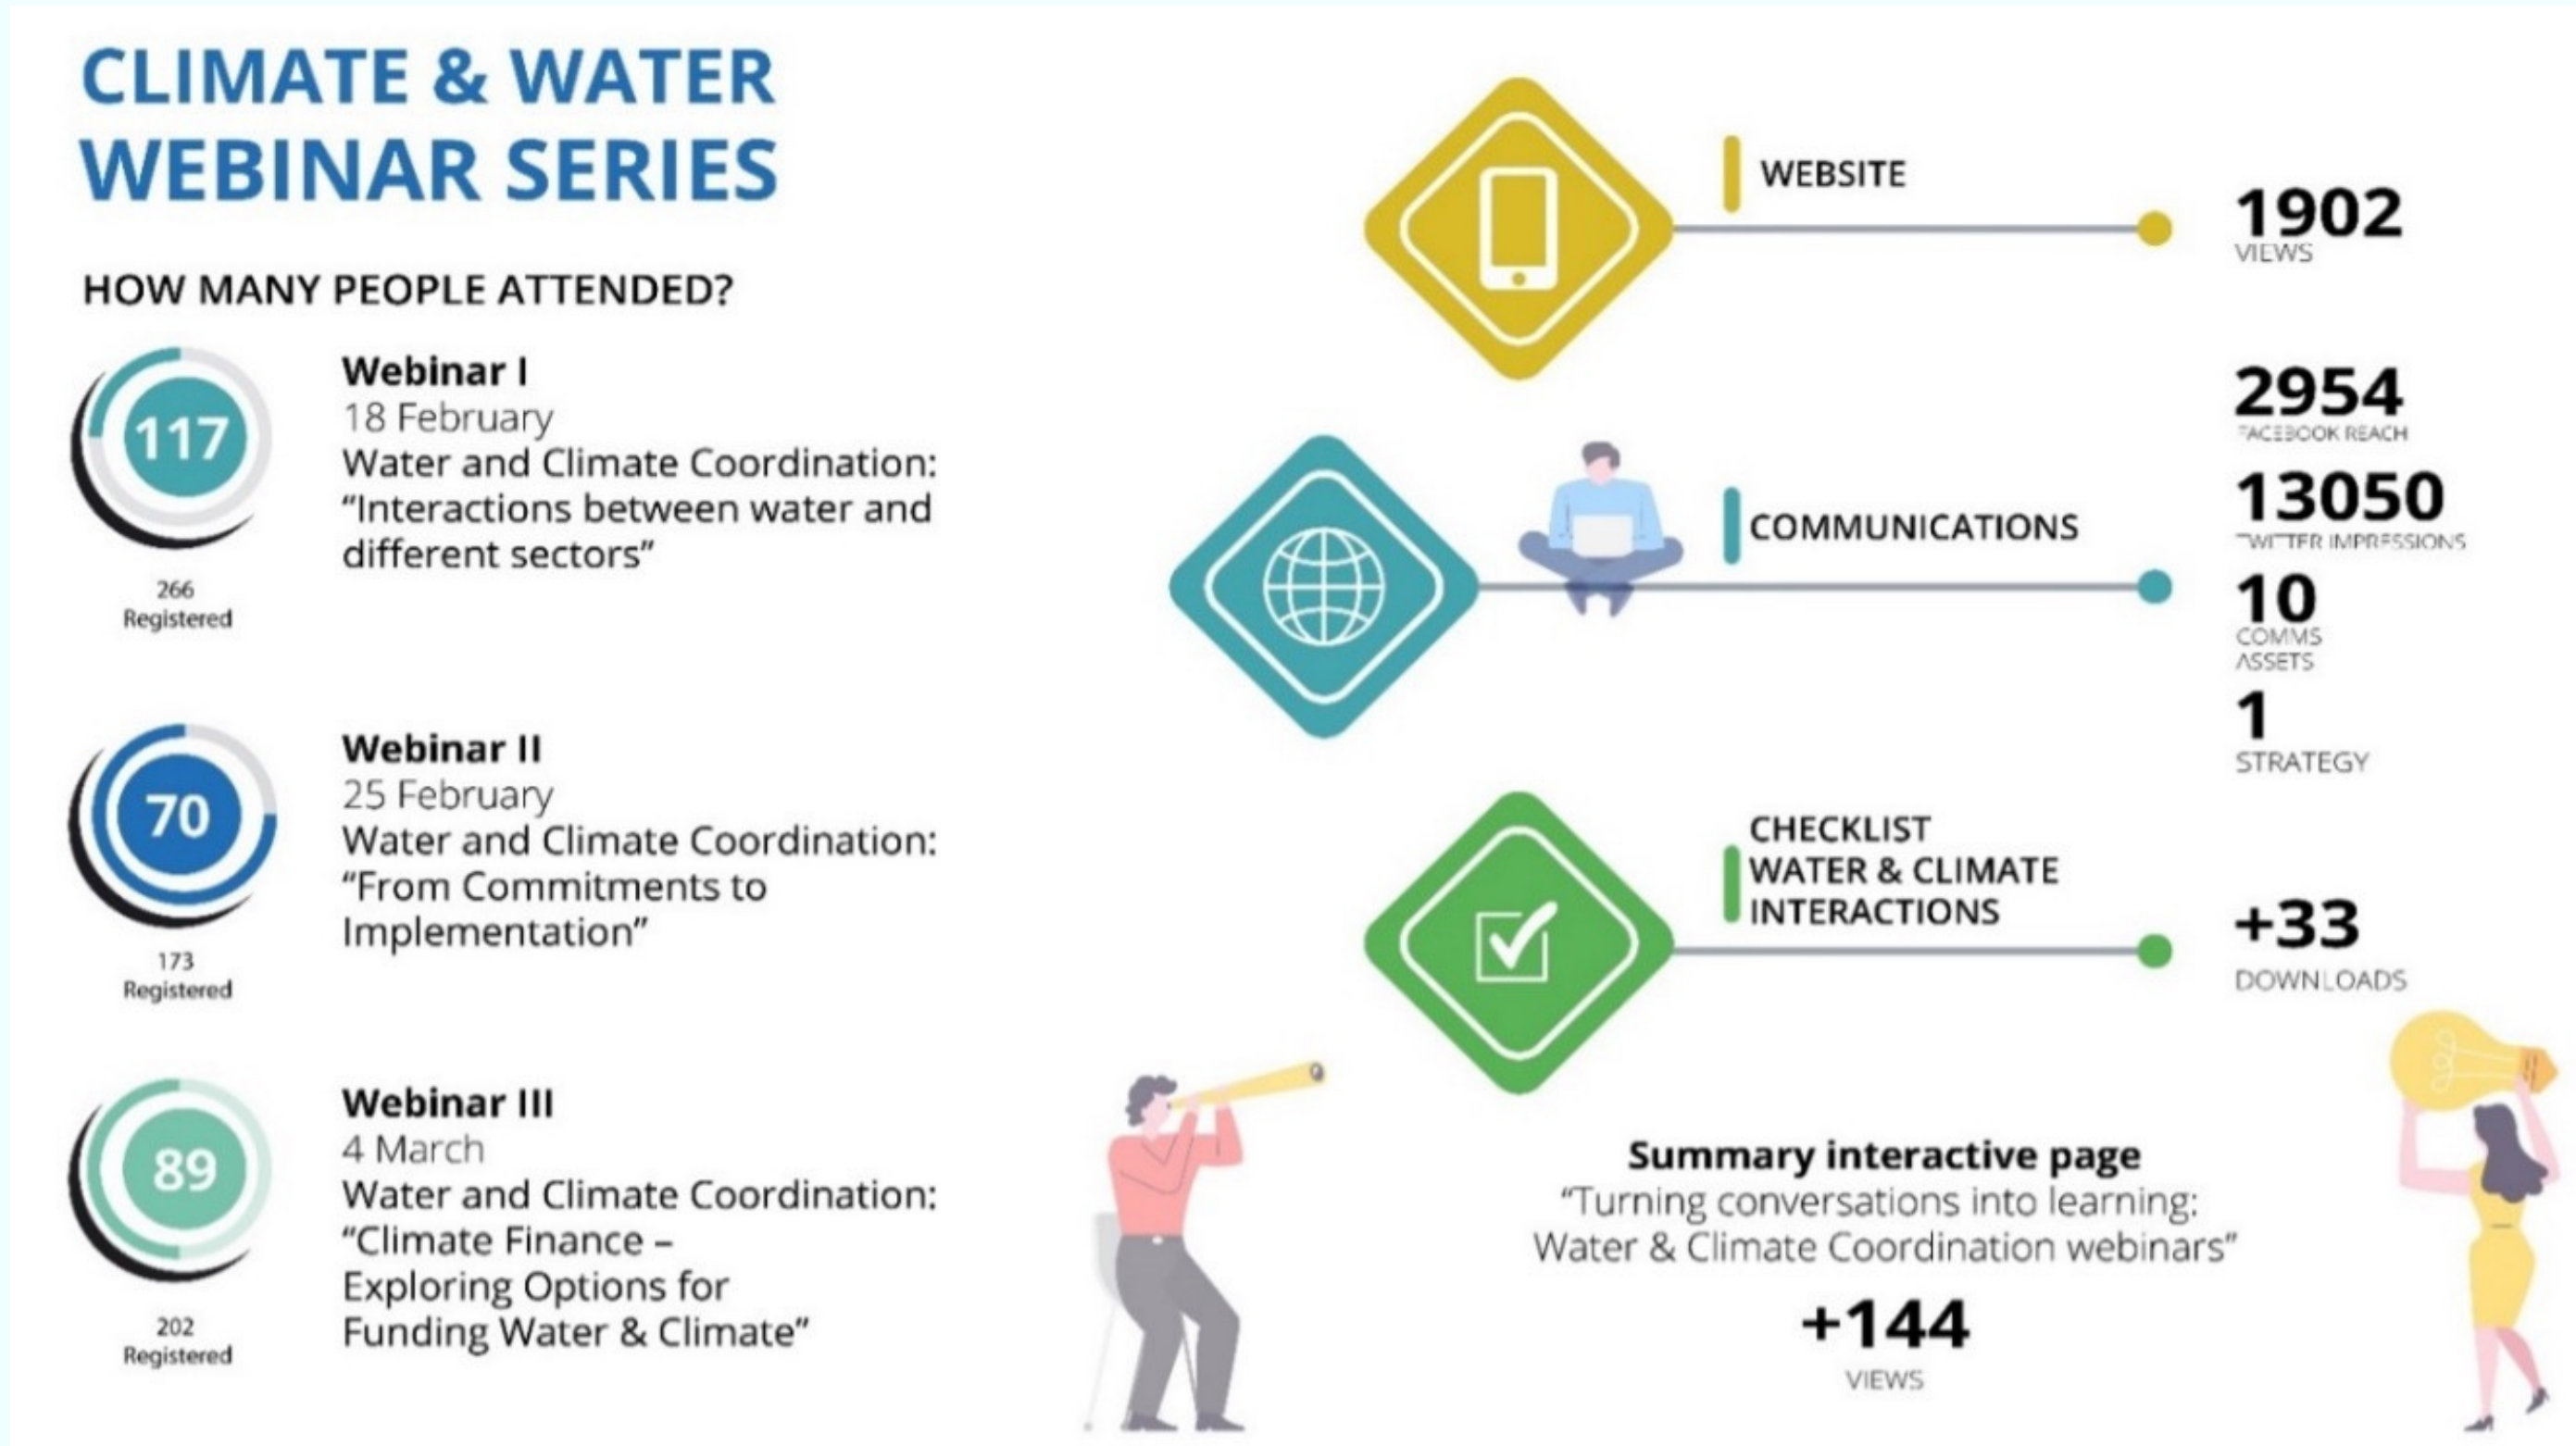 CLIMATE & WATER
WEBINAR SERIES
HOW MANY PEOPLE ATTENDED?
117
266
Registered
Webinar I
18 February
Water and Climate Coordination:
“Interactions between water and
different sectors”
70
173
Registered
Webinar II
25 February
Water and Climate Coordination:
“From Commitments to
Implementation”
89
202
Registered
Webinar III
4 March
Water and Climate Coordination:
“Climate Finance –
Exploring Options for
Funding Water & Climate”
WEBSITE
1902
VIEWS
COMMUNICATIONS
2954
FACEBOOK REACH
13050
TWITTER IMPRESSIONS
10
COMMS
ASSETS
1
STRATEGY
CHECKLIST
WATER & CLIMATE
INTERACTIONS
+33
DOWNLOADS
Summary interactive page
“Turning conversations into learning:
Water & Climate Coordination webinars”
+144
VIEWS